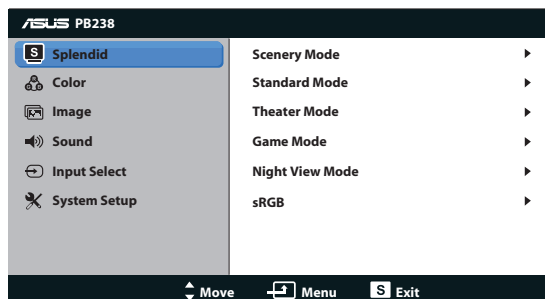 ASUS PB238
S Splendid
Color
Image
Sound
Input Select
System Setup
Scenery Mode
Standard Mode
Theater Mode
Game Mode
Night View Mode
sRGB
Move Menu S Exit